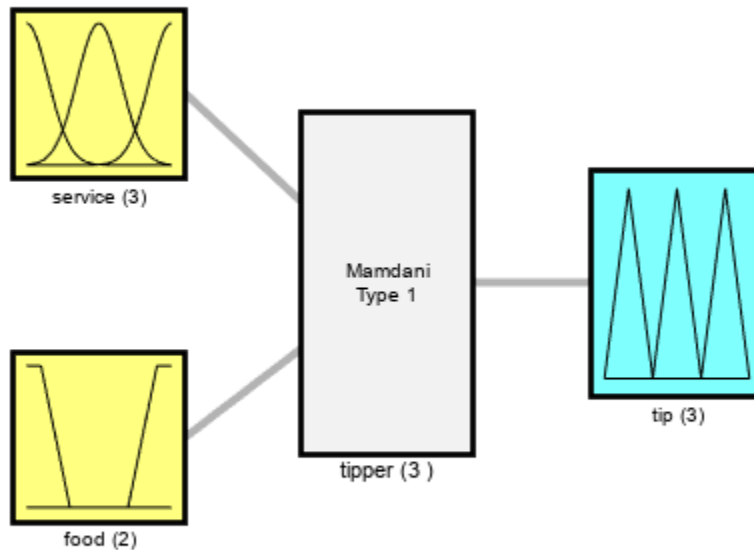 service (3)
Mamdani
Type 1
tip (3)
tipper (3 )
food (2)